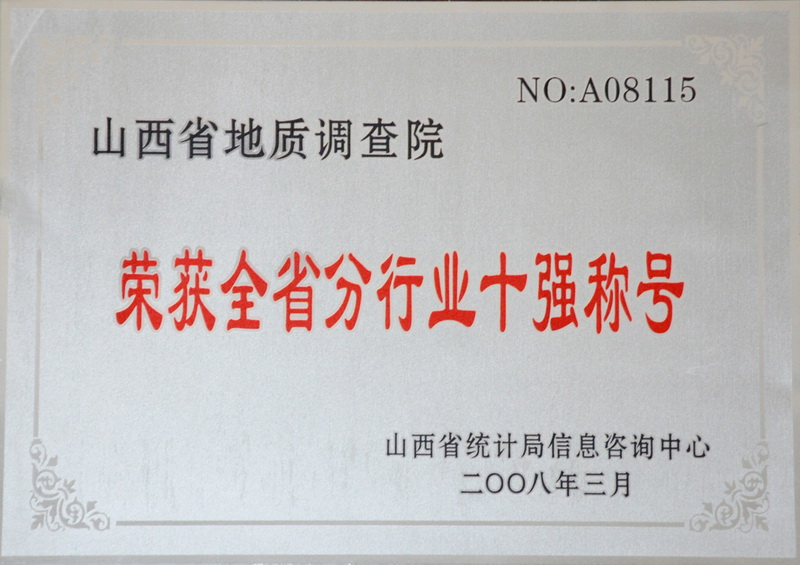 NO:A08115
山西省地质调查院
荣获全省分行业十强称号
山西省统计局信息咨询中心
二〇〇八年三月